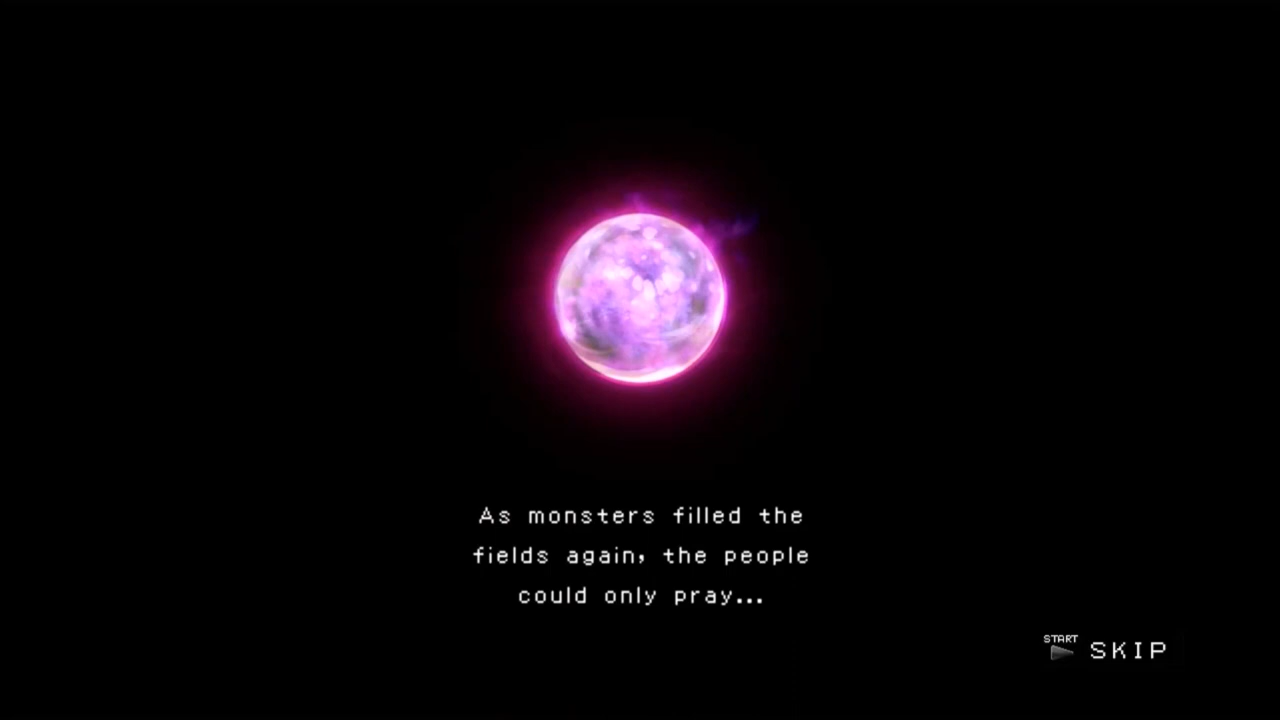 As monsters filled the
fields again, the people
could only pray...
START
SKIP